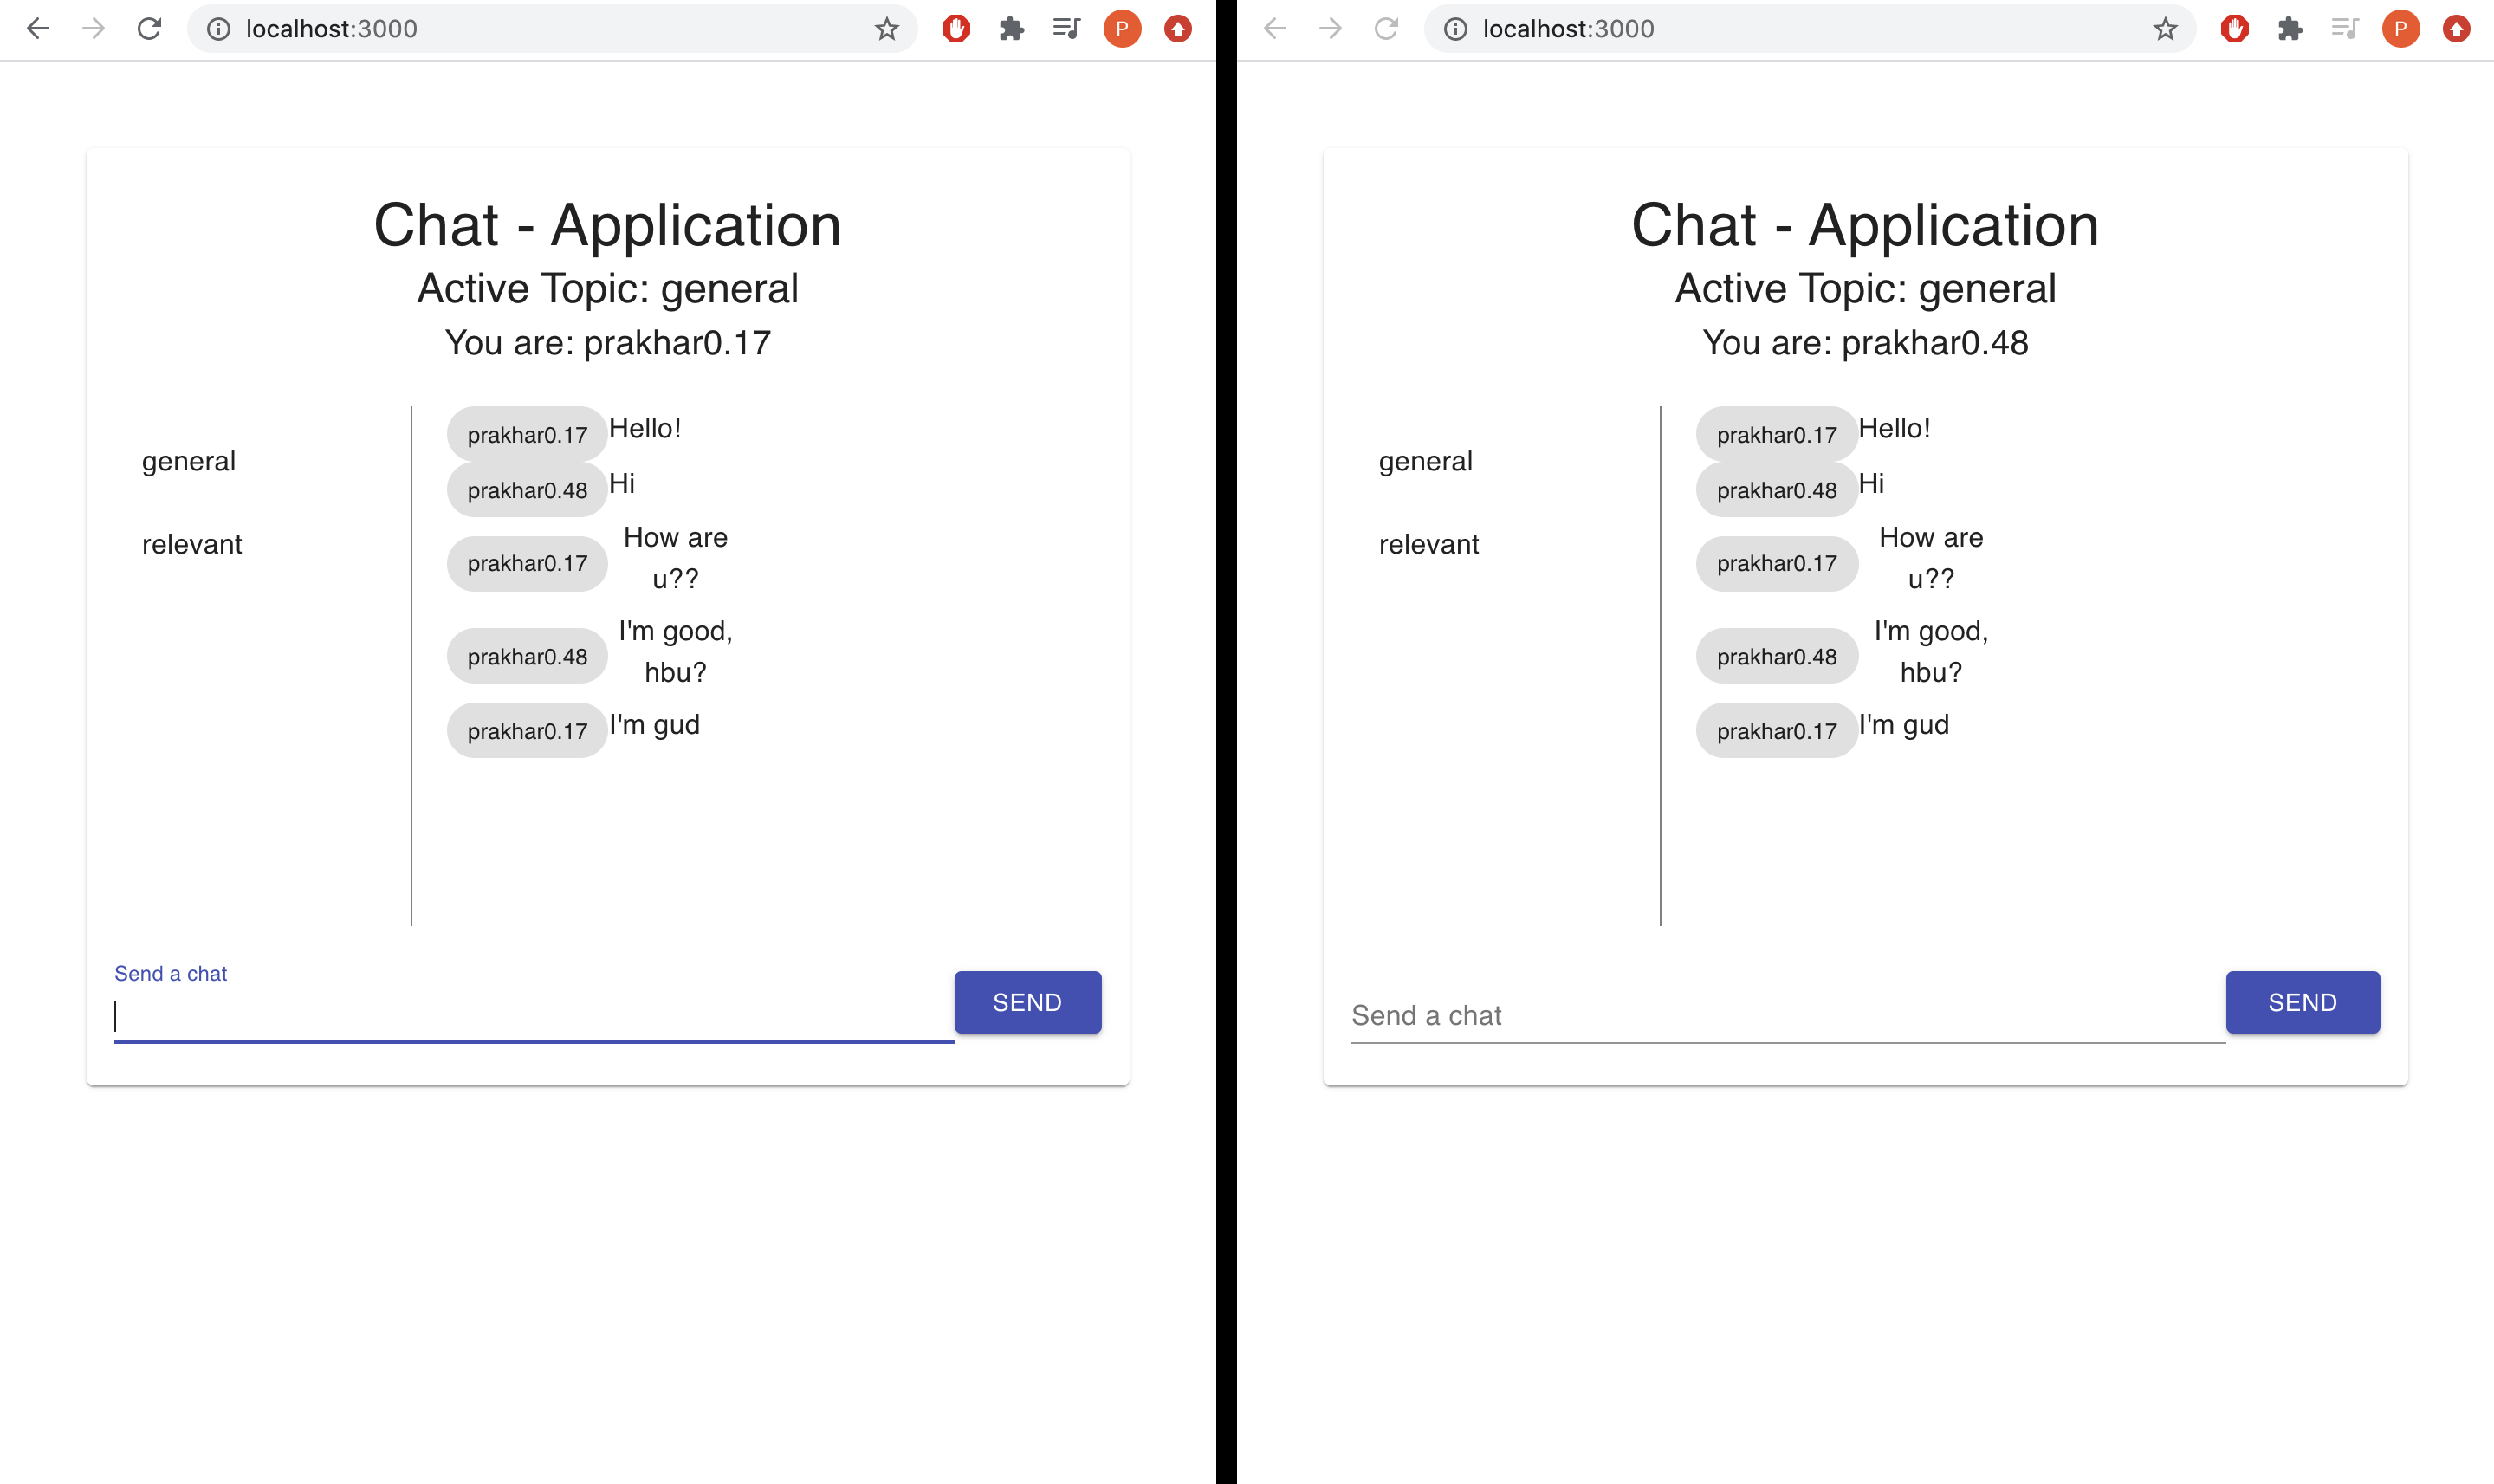 localhost:3000
P
Chat - Application
Active Topic: general
You are: prakhar0.17
general
relevant
prakhar0.17 Hello!
prakhar0.48 Hi
prakhar0.17 How are
u??
prakhar0.48 I'm good,
hbu?
prakhar0.17 I'm gud
Send a chat
SEND
localhost:3000
P
Chat - Application
Active Topic: general
You are: prakhar0.48
general
relevant
prakhar0.17 Hello!
prakhar0.48 Hi
prakhar0.17 How are
u??
prakhar0.48 I'm good,
hbu?
prakhar0.17 I'm gud
Send a chat
SEND